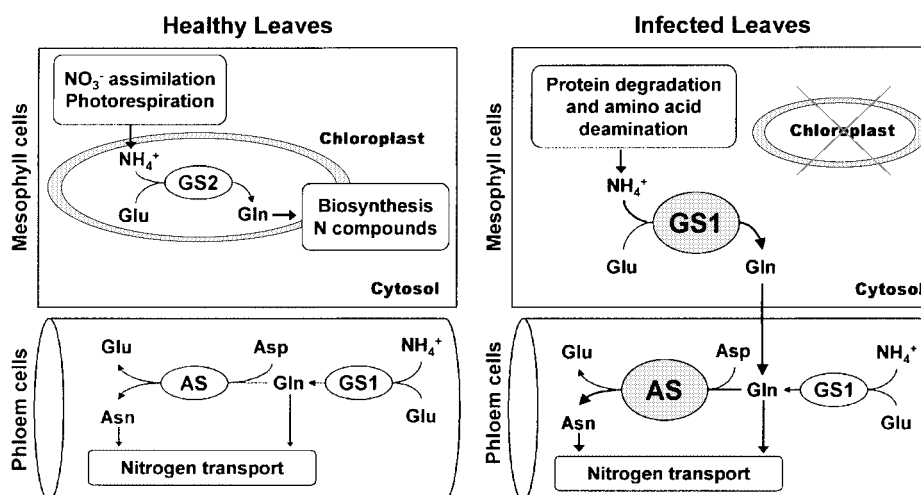 Healthy Leaves
Mesophyll cells
NO₃⁻ assimilation
Photorespiration
Chloroplast
NH₄⁺
GS2
Glu
Gln
Biosynthesis
N compounds
Cytosol
Phloem cells
Glu
AS
Asp
Gln
GS1
NH₄⁺
Glu
Asn
Nitrogen transport
Infected Leaves
Mesophyll cells
Protein degradation
and amino acid
deamination
Chloroplast
NH₄⁺
GS1
Glu
Gln
Cytosol
Phloem cells
Glu
AS
Asp
Gln
GS1
NH₄⁺
Glu
Asn
Nitrogen transport